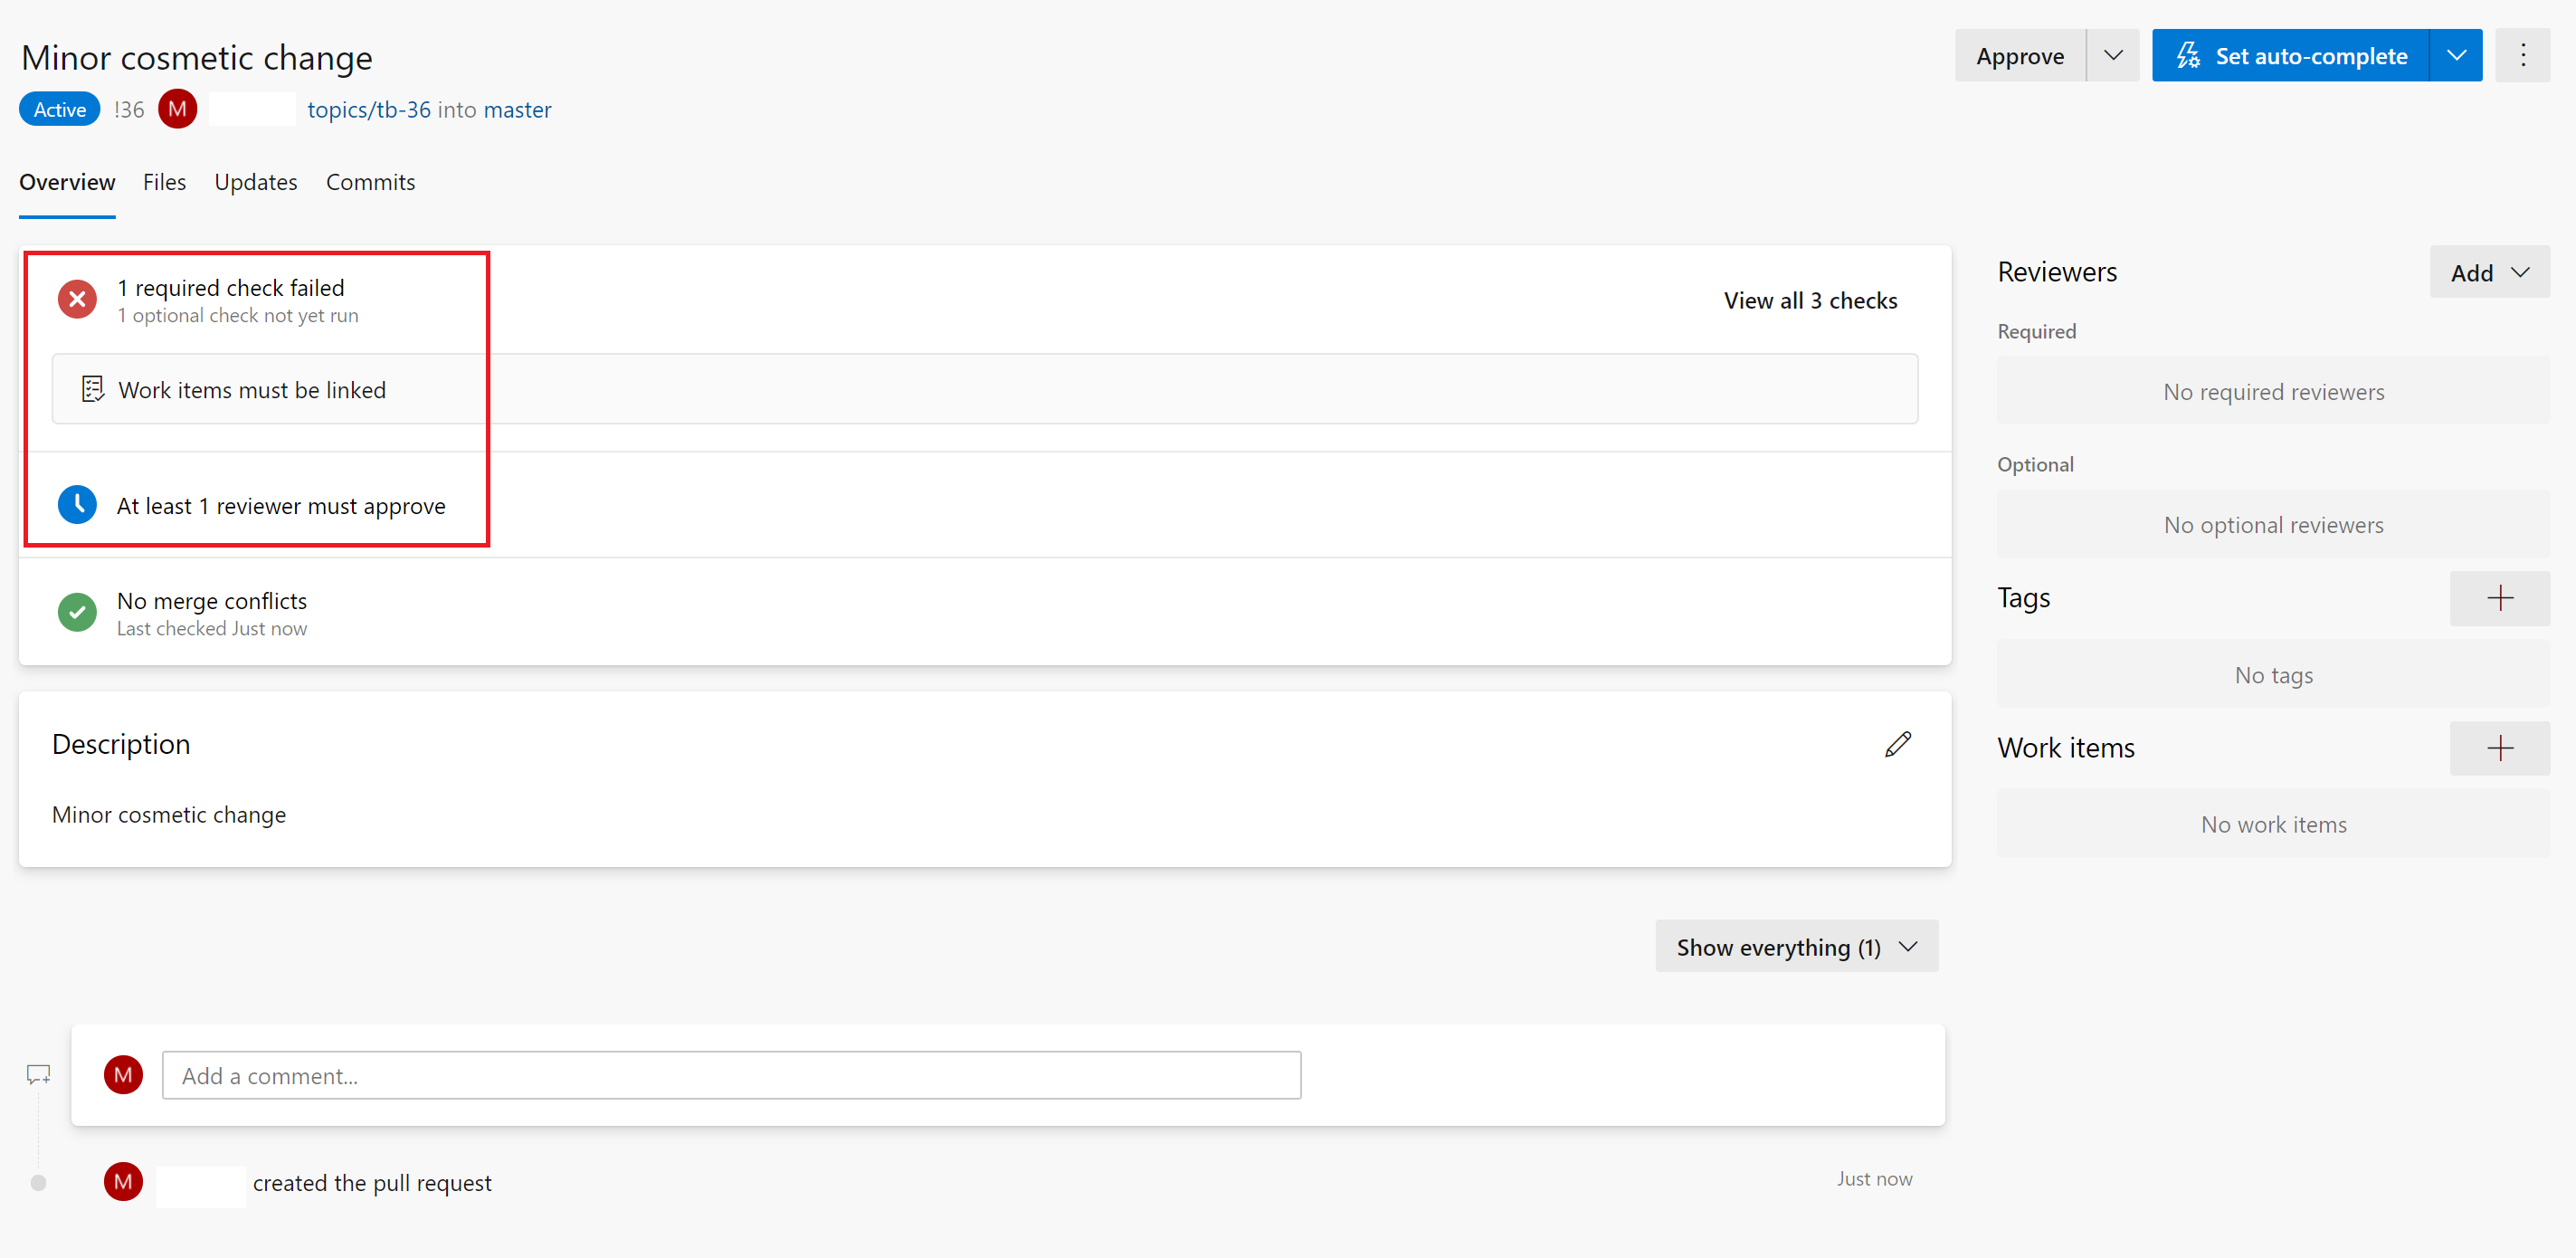 Minor cosmetic change
Approve
Set auto-complete
Active !36 M topics/tb-36 into master
Overview Files Updates Commits
1 required check failed
1 optional check not yet run
View all 3 checks
Work items must be linked
At least 1 reviewer must approve
No merge conflicts
Last checked Just now
Description
Minor cosmetic change
Show everything (1)
M Add a comment...
M created the pull request
Just now
Reviewers
Add
Required
No required reviewers
Optional
No optional reviewers
Tags
No tags
Work items
No work items